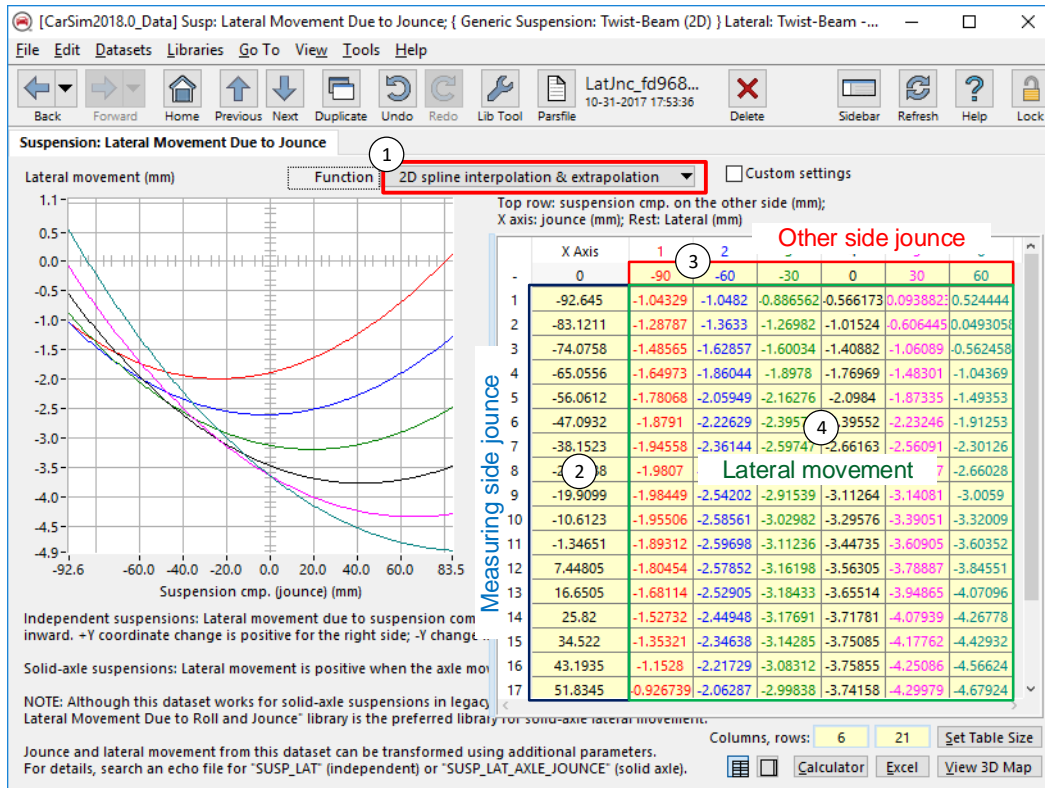 [CarSim2018.0_Data] Susp: Lateral Movement Due to Jounce; { Generic Suspension: Twist-Beam (2D) } Lateral: Twist-Beam -...
File Edit Datasets Libraries Go To View Tools Help
Back Forward Home Previous Next Duplicate Undo Redo Lib Tool Parsfile LatJnc_fd968... 10-31-2017 17:53:36 Delete Sidebar Refresh Help Lock
Suspension: Lateral Movement Due to Jounce
1
Lateral movement (mm) Function 2D spline interpolation & extrapolation Custom settings
Top row: suspension cmp. on the other side (mm);
X axis: jounce (mm); Rest: Lateral (mm)
Other side jounce
X Axis 1 2
3
- 0 -90 -60 -30 0 30 60
1 -92.645 -1.04329 -1.0482 -0.886562 -0.566173 0.0938823 0.524444
2 -83.1211 -1.28787 -1.3633 -1.26982 -1.01524 -0.606445 0.0493058
3 -74.0758 -1.48565 -1.62857 -1.60034 -1.40882 -1.06089 -0.562458
4 -65.0556 -1.64973 -1.86044 -1.8978 -1.76969 -1.48301 -1.04369
5 -56.0612 -1.78068 -2.05949 -2.16276 -2.0984 -1.87335 -1.49353
6 -47.0932 -1.8791 -2.22629 -2.3957 .39552 -2.23246 -1.91253
4
7 -38.1523 -1.94558 -2.36144 -2.59747 -2.66163 -2.56091 -2.30126
8 -1.9807 -2.66028
2
Lateral movement
9 -19.9099 -1.98449 -2.54202 -2.91539 -3.11264 -3.14081 -3.0059
10 -10.6123 -1.95506 -2.58561 -3.02982 -3.29576 -3.39051 -3.32009
11 -1.34651 -1.89312 -2.59698 -3.11236 -3.44735 -3.60905 -3.60352
12 7.44805 -1.80454 -2.57852 -3.16198 -3.56305 -3.78887 -3.84551
13 16.6505 -1.68114 -2.52905 -3.18433 -3.65514 -3.94865 -4.07096
14 25.82 -1.52732 -2.44948 -3.17691 -3.71781 -4.07939 -4.26778
15 34.522 -1.35321 -2.34638 -3.14285 -3.75085 -4.17762 -4.42932
16 43.1935 -1.1528 -2.21729 -3.08312 -3.75855 -4.25086 -4.56624
17 51.8345 -0.926739 -2.06287 -2.99838 -3.74158 -4.29979 -4.67924
Measuring side jounce
1.1
0.5
0.0
-0.5
-1.0
-1.5
-2.0
-2.5
-3.0
-3.5
-4.0
-4.5
-4.9
-92.6 -60.0 -40.0 -20.0 0.0 20.0 40.0 60.0 83.5
Suspension cmp. (jounce) (mm)
Independent suspensions: Lateral movement due to suspension com
inward. +Y coordinate change is positive for the right side; -Y change
Solid-axle suspensions: Lateral movement is positive when the axle mov
NOTE: Although this dataset works for solid-axle suspensions in legacy
Lateral Movement Due to Roll and Jounce" library is the preferred library for solid-axle lateral movement.
Jounce and lateral movement from this dataset can be transformed using additional parameters.
For details, search an echo file for "SUSP_LAT" (independent) or "SUSP_LAT_AXLE_JOUNCE" (solid axle).
Columns, rows: 6 21 Set Table Size
Calculator Excel View 3D Map